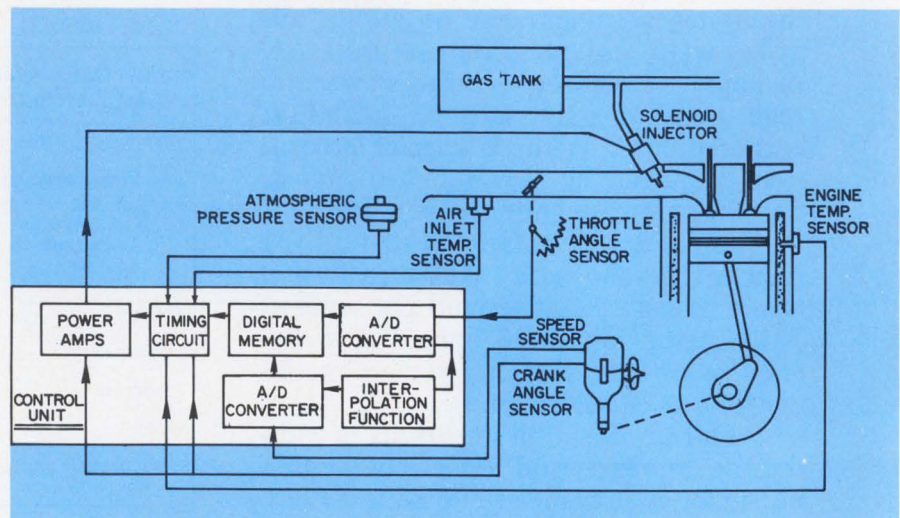 GAS TANK
SOLENOID
INJECTOR
ATMOSPHERIC
PRESSURE SENSOR
AIR
INLET
TEMP.
SENSOR
THROTTLE
ANGLE
SENSOR
ENGINE
TEMP.
SENSOR
POWER
AMPS
TIMING
CIRCUIT
DIGITAL
MEMORY
A/D
CONVERTER
SPEED
SENSOR
CONTROL
UNIT
A/D
CONVERTER
INTER-
POLATION
FUNCTION
CRANK
ANGLE
SENSOR